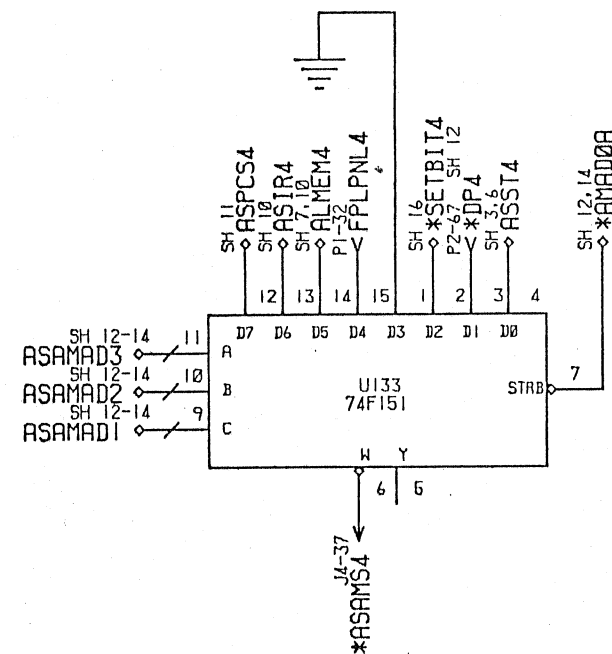 SH 11
ASPCS4
SH 10
ASIR4
SH 7,10
ALMEM4
P1-32
FPLPNL4
SH 16
*SETBIT4
P2-67 SH 12
*DP4
SH 3,6
ASST4
SH 12,14
*AMAD0A
12 13 14 15 1 2 3 4
D7 D6 D5 D4 D3 D2 D1 D0
SH 12-14 11
ASAMAD3 A
SH 12-14 10
ASAMAD2 B
SH 12-14 9
ASAMAD1 C
U133
74F151
STRB 7
W Y
6 5
J4-37
*ASAMS4